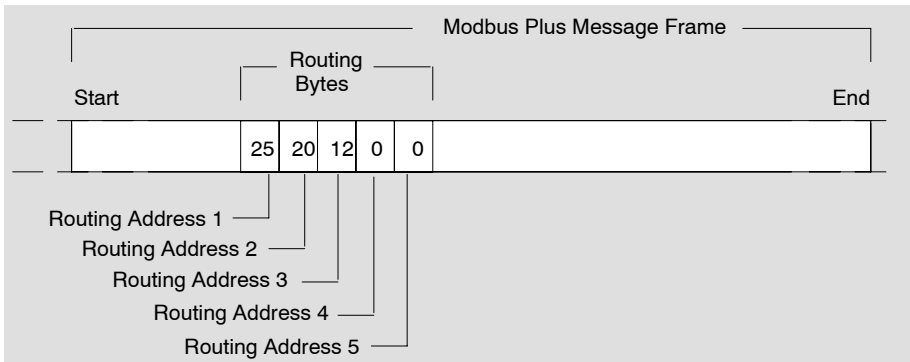 Modbus Plus Message Frame
Routing
Bytes
Start
End
25 20 12 0 0
Routing Address 1
Routing Address 2
Routing Address 3
Routing Address 4
Routing Address 5